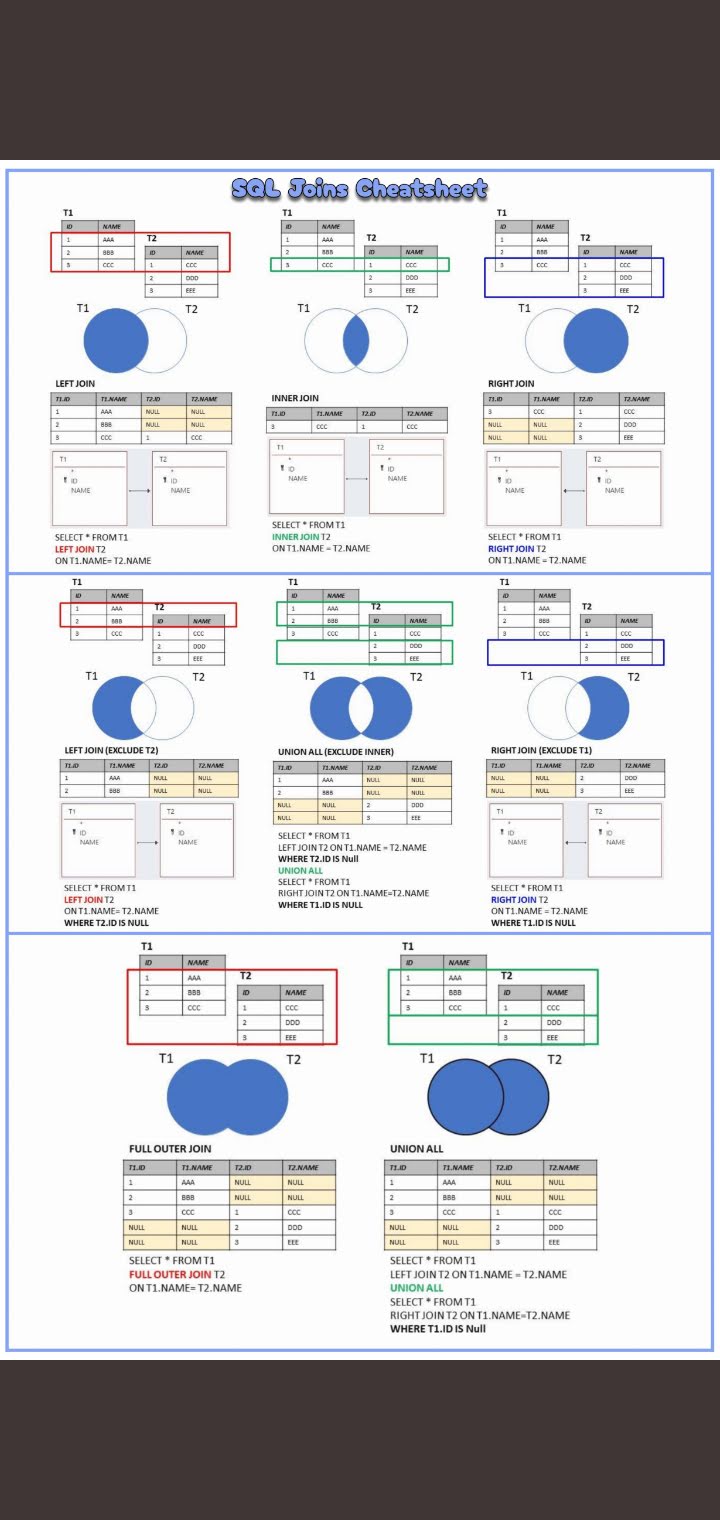 SQL Joins Cheatsheet
T1
ID NAME
1 AAA
2 BBB
3 CCC
T2
ID NAME
1 CCC
2 DDD
3 EEE
T1 T2
LEFT JOIN
T1.ID T1.NAME T2.ID T2.NAME
1 AAA NULL NULL
2 BBB NULL NULL
3 CCC 1 CCC
T1 T2
* *
ID ID
NAME NAME
SELECT * FROM T1
LEFT JOIN T2
ON T1.NAME= T2.NAME
T1
ID NAME
1 AAA
2 BBB
3 CCC
T2
ID NAME
1 CCC
2 DDD
3 EEE
T1 T2
INNER JOIN
T1.ID T1.NAME T2.ID T2.NAME
3 CCC 1 CCC
T1 T2
* *
ID ID
NAME NAME
SELECT * FROM T1
INNER JOIN T2
ON T1.NAME = T2.NAME
T1
ID NAME
1 AAA
2 BBB
3 CCC
T2
ID NAME
1 CCC
2 DDD
3 EEE
T1 T2
RIGHT JOIN
T1.ID T1.NAME T2.ID T2.NAME
3 CCC 1 CCC
NULL NULL 2 DDD
NULL NULL 3 EEE
T1 T2
* *
ID ID
NAME NAME
SELECT * FROM T1
RIGHT JOIN T2
ON T1.NAME = T2.NAME
T1
ID NAME
1 AAA
2 BBB
3 CCC
T2
ID NAME
1 CCC
2 DDD
3 EEE
T1 T2
LEFT JOIN (EXCLUDE T2)
T1.ID T1.NAME T2.ID T2.NAME
1 AAA NULL NULL
2 BBB NULL NULL
T1 T2
* *
ID ID
NAME NAME
SELECT * FROM T1
LEFT JOIN T2
ON T1.NAME= T2.NAME
WHERE T2.ID IS NULL
T1
ID NAME
1 AAA
2 BBB
3 CCC
T2
ID NAME
1 CCC
2 DDD
3 EEE
T1 T2
UNION ALL (EXCLUDE INNER)
T1.ID T1.NAME T2.ID T2.NAME
1 AAA NULL NULL
2 BBB NULL NULL
NULL NULL 2 DDD
NULL NULL 3 EEE
SELECT * FROM T1
LEFT JOIN T2 ON T1.NAME = T2.NAME
WHERE T2.ID IS Null
UNION ALL
SELECT * FROM T1
RIGHT JOIN T2 ON T1.NAME=T2.NAME
WHERE T1.ID IS NULL
T1
ID NAME
1 AAA
2 BBB
3 CCC
T2
ID NAME
1 CCC
2 DDD
3 EEE
T1 T2
RIGHT JOIN (EXCLUDE T1)
T1.ID T1.NAME T2.ID T2.NAME
NULL NULL 2 DDD
NULL NULL 3 EEE
T1 T2
* *
ID ID
NAME NAME
SELECT * FROM T1
RIGHT JOIN T2
ON T1.NAME = T2.NAME
WHERE T1.ID IS NULL
T1
ID NAME
1 AAA
2 BBB
3 CCC
T2
ID NAME
1 CCC
2 DDD
3 EEE
T1 T2
FULL OUTER JOIN
T1.ID T1.NAME T2.ID T2.NAME
1 AAA NULL NULL
2 BBB NULL NULL
3 CCC 1 CCC
NULL NULL 2 DDD
NULL NULL 3 EEE
SELECT * FROM T1
FULL OUTER JOIN T2
ON T1.NAME= T2.NAME
T1
ID NAME
1 AAA
2 BBB
3 CCC
T2
ID NAME
1 CCC
2 DDD
3 EEE
T1 T2
UNION ALL
T1.ID T1.NAME T2.ID T2.NAME
1 AAA NULL NULL
2 BBB NULL NULL
3 CCC 1 CCC
NULL NULL 2 DDD
NULL NULL 3 EEE
SELECT * FROM T1
LEFT JOIN T2 ON T1.NAME = T2.NAME
UNION ALL
SELECT * FROM T1
RIGHT JOIN T2 ON T1.NAME=T2.NAME
WHERE T1.ID IS Null